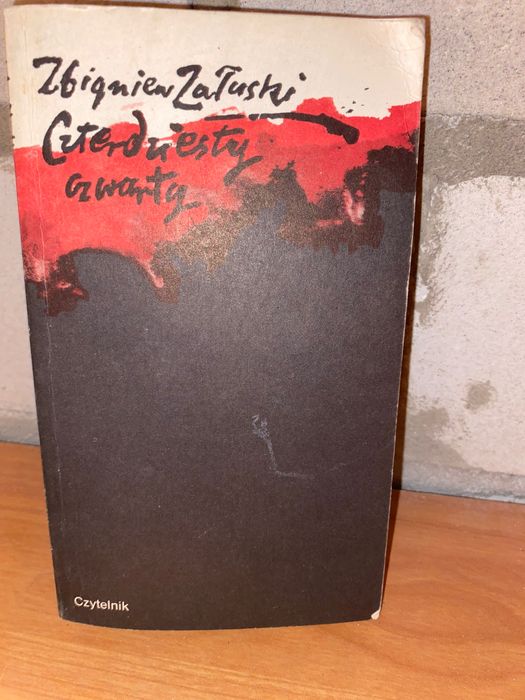 Zbigniew Załuski
Czterdziesty
czwarty
Czytelnik